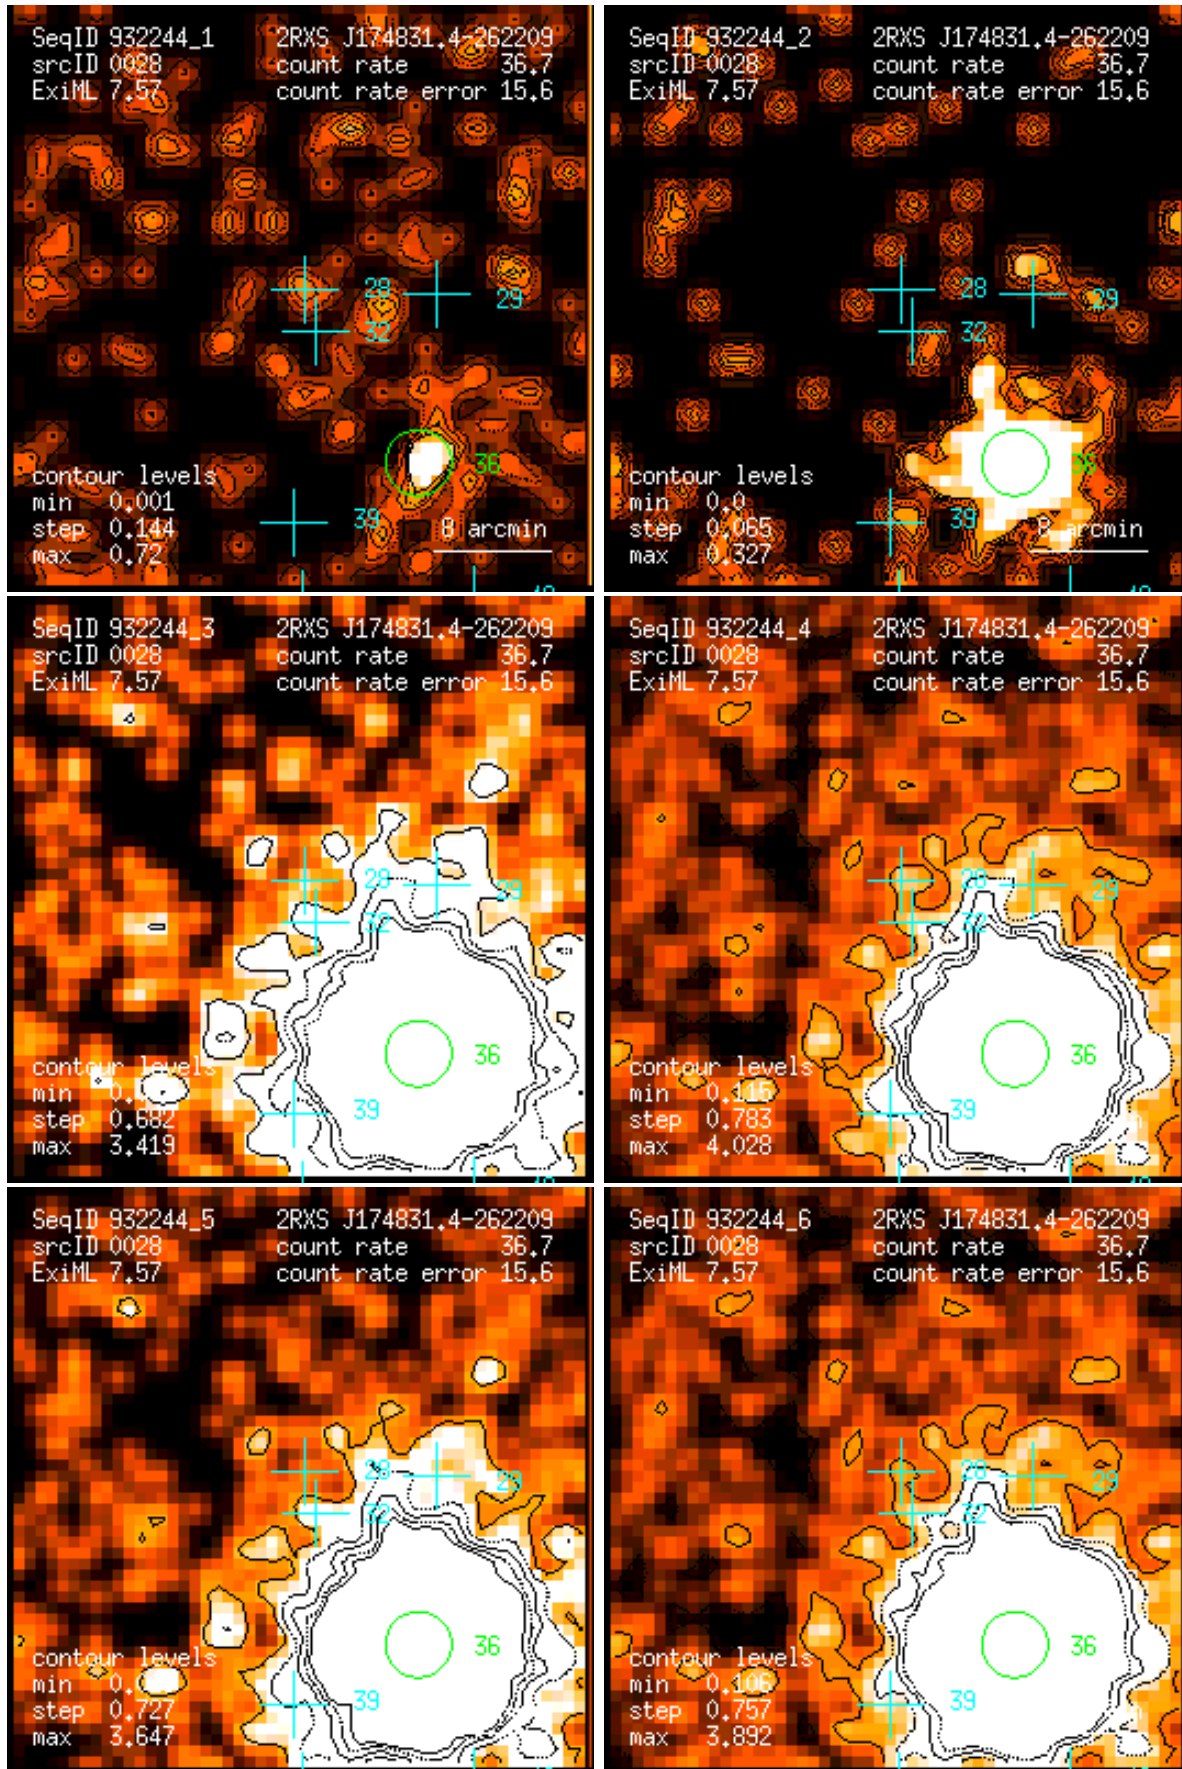 SeqID 932244_1 2RXS J174831.4-262209
srcID 0028 count rate 36.7
ExiML 7.57 count rate error 15.6
28
29
32
36
contour levels
min 0.001
step 0.144
max 0.72
39
8 arcmin
SeqID 932244_2 2RXS J174831.4-262209
srcID 0028 count rate 36.7
ExiML 7.57 count rate error 15.6
28
29
32
36
contour levels
min 0.0
step 0.065
max 0.327
39
8 arcmin
SeqID 932244_3 2RXS J174831.4-262209
srcID 0028 count rate 36.7
ExiML 7.57 count rate error 15.6
28
29
32
36
contour levels
min
step 0.682
max 3.419
39
SeqID 932244_4 2RXS J174831.4-262209
srcID 0028 count rate 36.7
ExiML 7.57 count rate error 15.6
28
29
32
36
contour levels
min 0.115
step 0.783
max 4.028
39
SeqID 932244_5 2RXS J174831.4-262209
srcID 0028 count rate 36.7
ExiML 7.57 count rate error 15.6
28
29
32
36
contour levels
min
step 0.727
max 3.647
39
SeqID 932244_6 2RXS J174831.4-262209
srcID 0028 count rate 36.7
ExiML 7.57 count rate error 15.6
28
29
32
36
contour levels
min 0.106
step 0.757
max 3.892
39